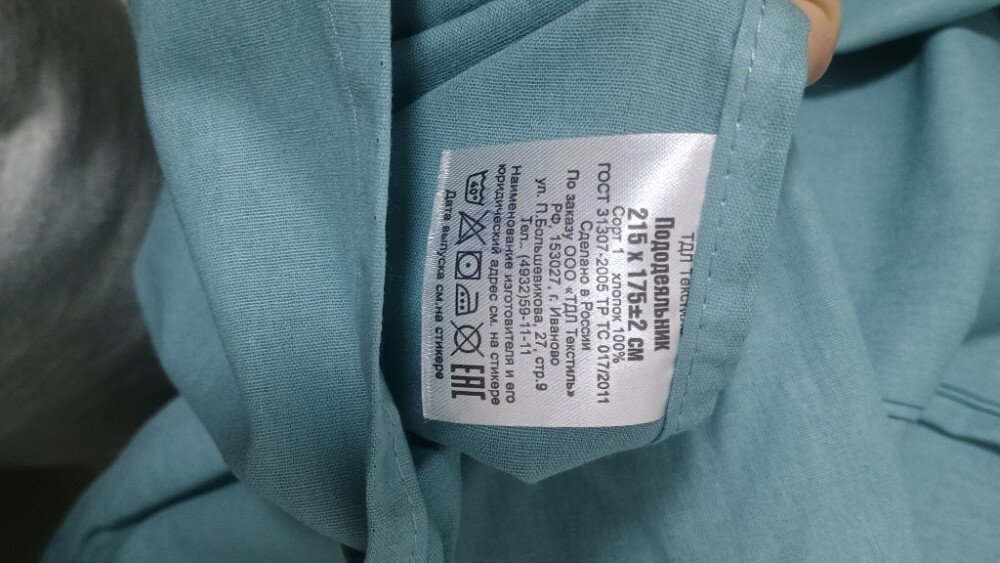 ТДЛ
Пододеяльник
215 х 175±2 см
Сорт 1 хлопок 100%
ГОСТ 31307-2005 ТР ТС 017/2011
Сделано в России
По заказу ООО «ТДЛ Текстиль»
РФ, 153027, г. Иваново
ул. П.Большевикова, 27, стр.9
Тел.. (4932)59-11-11
Наименование изготовителя и его
юридический адрес см. на стикере
40° ЕАС
Дата выпуска см.на стикере